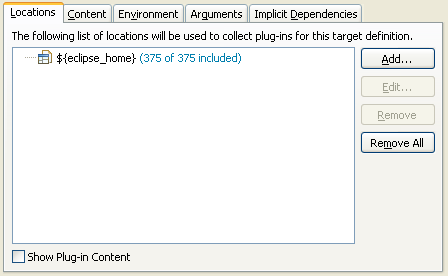 Locations Content Environment Arguments Implicit Dependencies
The following list of locations will be used to collect plug-ins for this target definition.
${eclipse_home} (375 of 375 included)
Add...
Edit...
Remove
Remove All
Show Plug-in Content